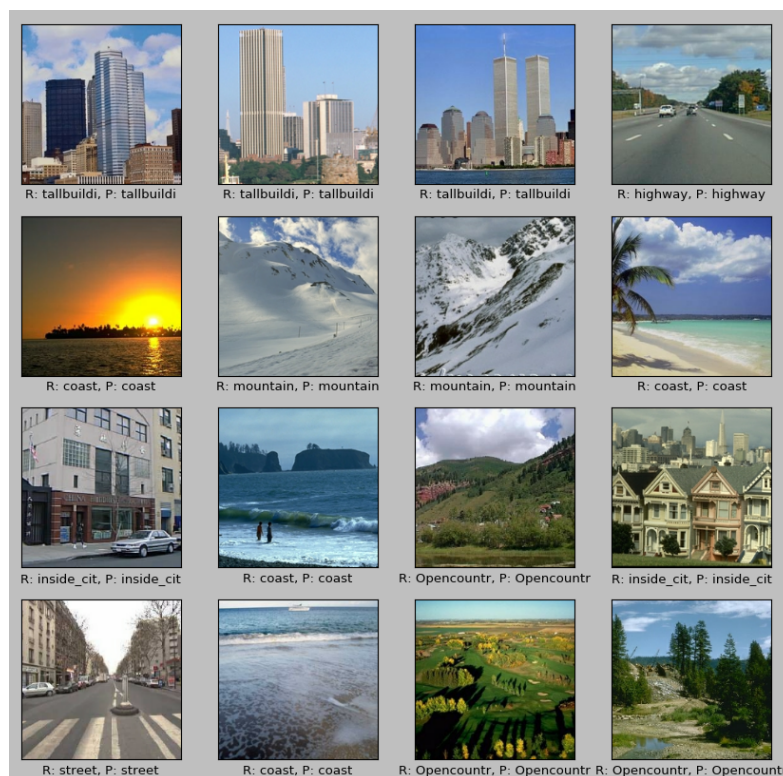 R: tallbuildi, P: tallbuildi
R: tallbuildi, P: tallbuildi
R: tallbuildi, P: tallbuildi
R: highway, P: highway
R: coast, P: coast
R: mountain, P: mountain
R: mountain, P: mountain
R: coast, P: coast
R: inside_cit, P: inside_cit
R: coast, P: coast
R: Opencountr, P: Opencountr
R: inside_cit, P: inside_cit
R: street, P: street
R: coast, P: coast
R: Opencountr, P: Opencountr
R: Opencountr, P: Opencountr